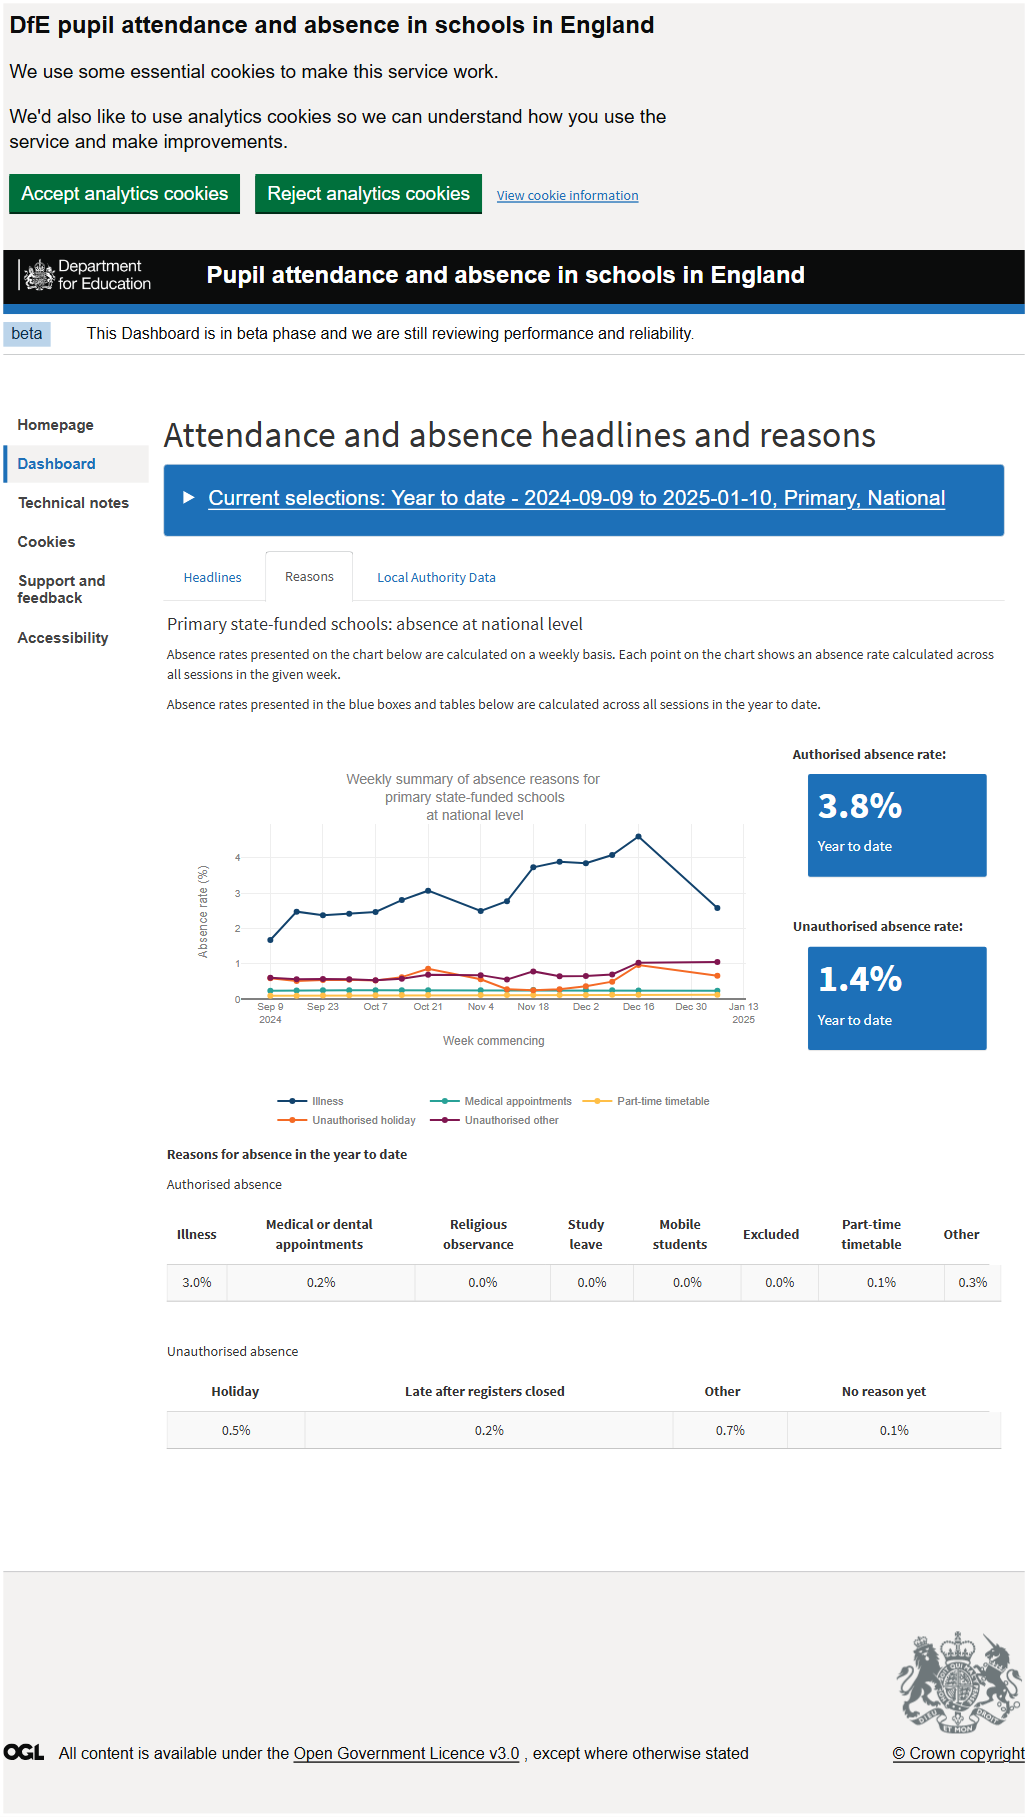 DfE pupil attendance and absence in schools in England
We use some essential cookies to make this service work.
We'd also like to use analytics cookies so we can understand how you use the
service and make improvements.
Accept analytics cookies Reject analytics cookies View cookie information
Department
for Education
Pupil attendance and absence in schools in England
beta This Dashboard is in beta phase and we are still reviewing performance and reliability.
Homepage
Dashboard
Technical notes
Cookies
Support and
feedback
Accessibility
Attendance and absence headlines and reasons
Current selections: Year to date - 2024-09-09 to 2025-01-10, Primary, National
Headlines Reasons Local Authority Data
Primary state-funded schools: absence at national level
Absence rates presented on the chart below are calculated on a weekly basis. Each point on the chart shows an absence rate calculated across
all sessions in the given week.
Absence rates presented in the blue boxes and tables below are calculated across all sessions in the year to date.
Weekly summary of absence reasons for
primary state-funded schools
at national level
Absence rate (%)
4
3
2
1
0
Sep 9 Sep 23 Oct 7 Oct 21 Nov 4 Nov 18 Dec 2 Dec 16 Dec 30 Jan 13
2024 2025
Week commencing
Illness Medical appointments Part-time timetable
Unauthorised holiday Unauthorised other
Authorised absence rate:
3.8%
Year to date
Unauthorised absence rate:
1.4%
Year to date
Reasons for absence in the year to date
Authorised absence
Illness Medical or dental appointments Religious observance Study leave Mobile students Excluded Part-time timetable Other
3.0% 0.2% 0.0% 0.0% 0.0% 0.0% 0.1% 0.3%
Unauthorised absence
Holiday Late after registers closed Other No reason yet
0.5% 0.2% 0.7% 0.1%
OGL All content is available under the Open Government Licence v3.0 , except where otherwise stated
DIEU ET MON DROIT
© Crown copyright